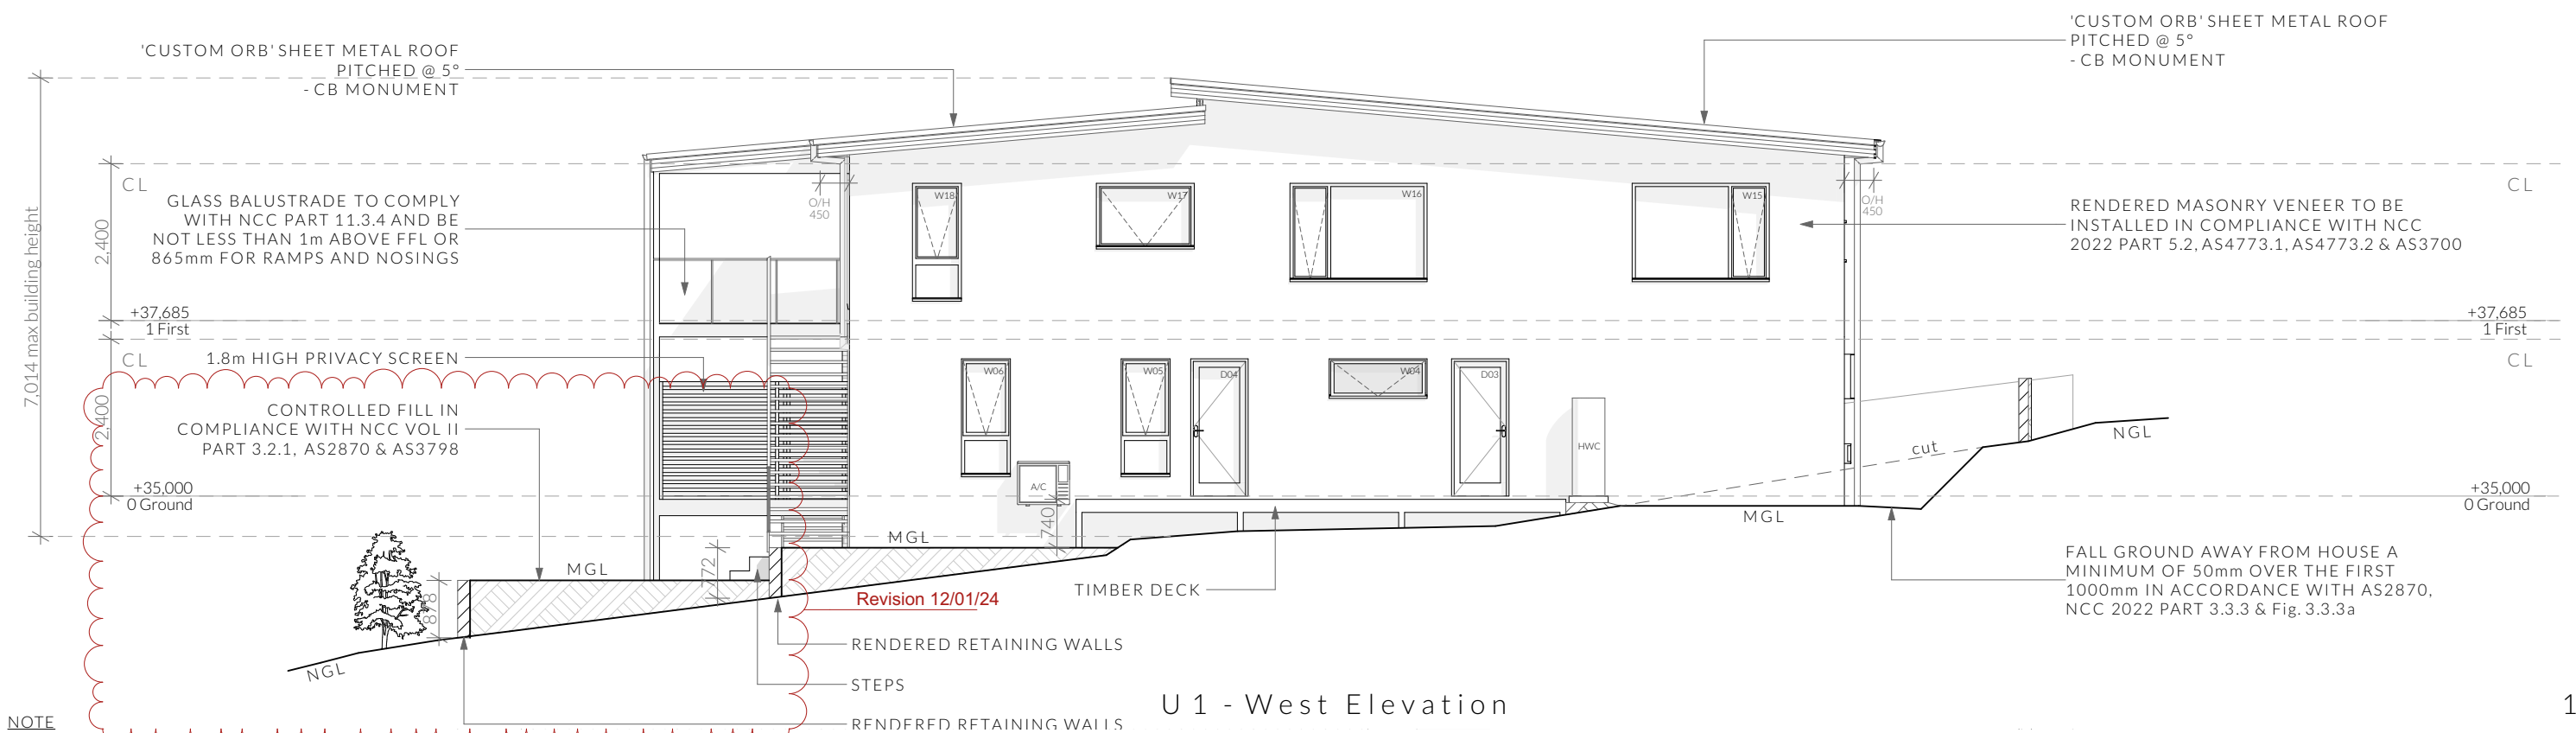 'CUSTOM ORB' SHEET METAL ROOF
PITCHED @ 5°
- CB MONUMENT
'CUSTOM ORB' SHEET METAL ROOF
PITCHED @ 5°
- CB MONUMENT
7,014 max building height
CL
2,400
GLASS BALUSTRADE TO COMPLY
WITH NCC PART 11.3.4 AND BE
NOT LESS THAN 1m ABOVE FFL OR
865mm FOR RAMPS AND NOSINGS
O/H
450
W18
W17
W16
W15
O/H
450
CL
RENDERED MASONRY VENEER TO BE
INSTALLED IN COMPLIANCE WITH NCC
2022 PART 5.2, AS4773.1, AS4773.2 & AS3700
+37,685
1 First
+37,685
1 First
CL
1.8m HIGH PRIVACY SCREEN
CL
2,400
CONTROLLED FILL IN
COMPLIANCE WITH NCC VOL II
PART 3.2.1, AS2870 & AS3798
W06
W05
D04
W04
D03
HWC
A/C
cut
NGL
+35,000
0 Ground
+35,000
0 Ground
740
MGL
MGL
MGL
772
878
TIMBER DECK
Revision 12/01/24
FALL GROUND AWAY FROM HOUSE A
MINIMUM OF 50mm OVER THE FIRST
1000mm IN ACCORDANCE WITH AS2870,
NCC 2022 PART 3.3.3 & Fig. 3.3.3a
NGL
RENDERED RETAINING WALLS
STEPS
RENDERED RETAINING WALLS
U 1 - West Elevation
1
NOTE